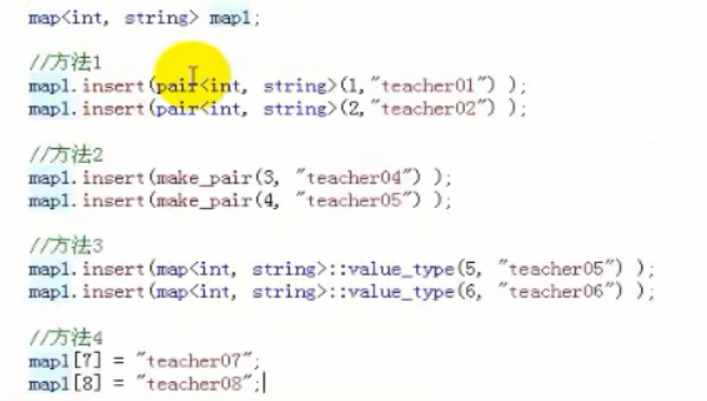 map<int, string> map1;
//方法1
map1.insert(pair<int, string>(1,"teacher01") );
map1.insert(pair<int, string>(2,"teacher02") );
//方法2
map1.insert(make_pair(3, "teacher04") );
map1.insert(make_pair(4, "teacher05") );
//方法3
map1.insert(map<int, string>::value_type(5, "teacher05") );
map1.insert(map<int, string>::value_type(6, "teacher06") );
//方法4
map1[7] = "teacher07";
map1[8] = "teacher08";